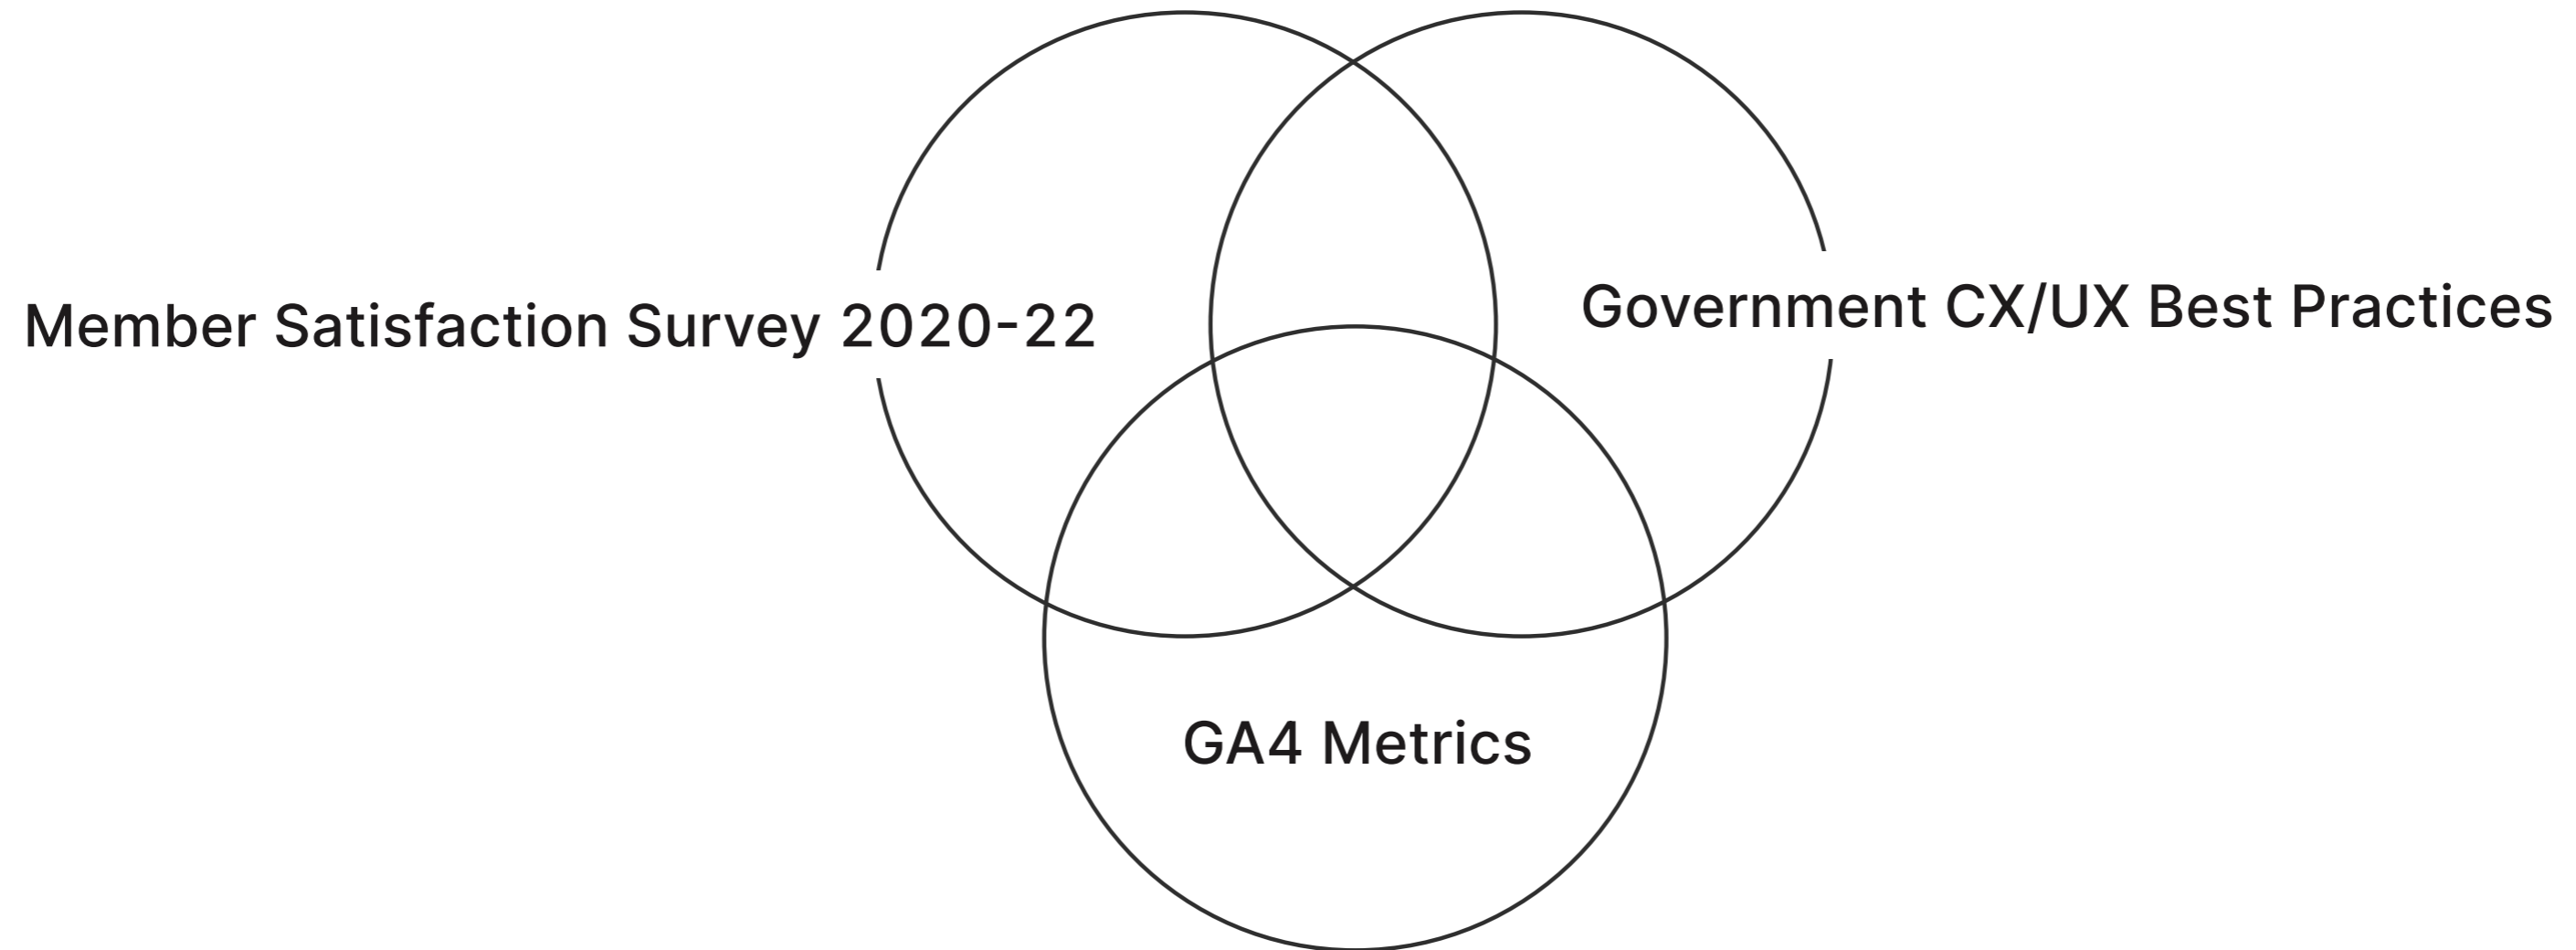 Member Satisfaction Survey 2020-22
Government CX/UX Best Practices
GA4 Metrics